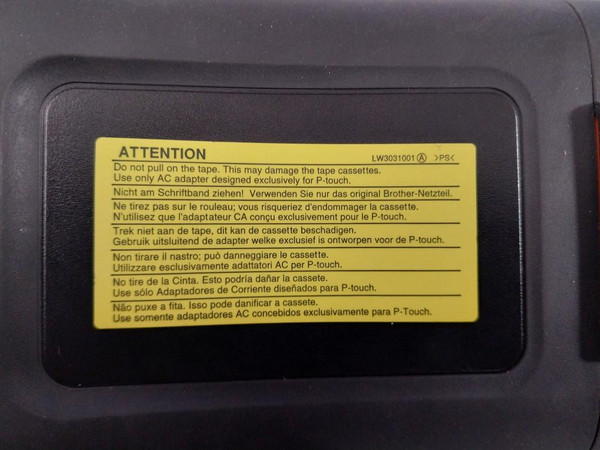 ATTENTION LW3031001 Ⓐ >PS<
Do not pull on the tape. This may damage the tape cassettes.
Use only AC adapter designed exclusively for P-touch.
Nicht am Schriftband ziehen! Verwenden Sie nur das original Brother-Netzteil.
Ne tirez pas sur le rouleau; vous risqueriez d'endommager la cassette.
N'utilisez que l'adaptateur CA conçu exclusivement pour le P-touch.
Trek niet aan de tape, dit kan de cassette beschadigen.
Gebruik uitsluitend de adapter welke exclusief is ontworpen voor de P-touch.
Non tirare il nastro; può danneggiare le cassette.
Utilizzare esclusivamente adattatori AC per P-touch.
No tire de la Cinta. Esto podría dañar la cassete.
Use sólo Adaptadores de Corriente diseñados para P-touch.
Não puxe a fita. Isso pode danificar a cassete.
Use somente adaptadores AC concebidos exclusivamente para P-Touch.